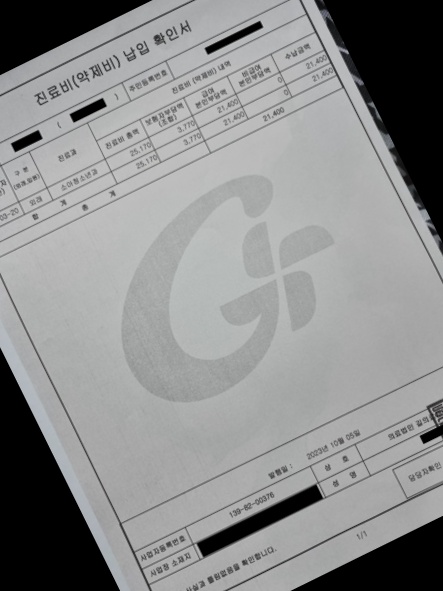 진료비(약제비) 납입 확인서
( ) 주민등록번호
구 분 진료과 진료비 (약제비) 내역
(외래,입원) 진료비 총액 보험자부담액 급여 비급여 수납금액
(조합) 본인부담액 본인부담액
03-20 외래 소아청소년과 25,170 3,770 21,400 0 21,400
합 계 25,170 3,770 21,400 0 21,400
총 계 21,400
발행일 : 2023년 10월 05일
사업자등록번호 139-82-00376 상 호 의료법인 길의
사업장 소재지 성 명
사실과 틀림없음을 확인합니다. 담당자확인
1/1